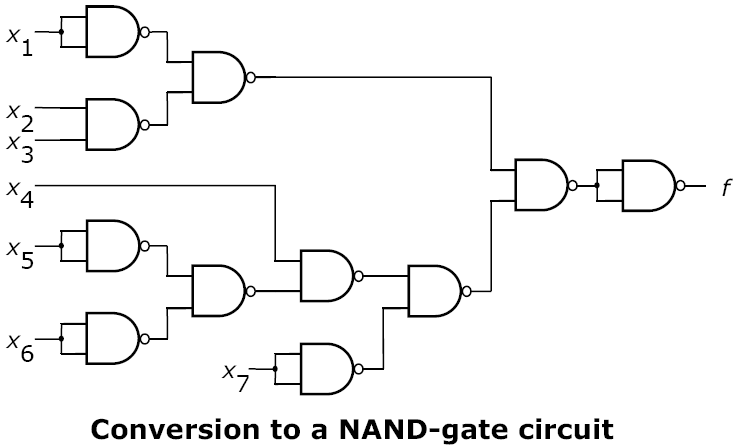 x1
x2
x3
x4
x5
x6
x7
f
Conversion to a NAND-gate circuit